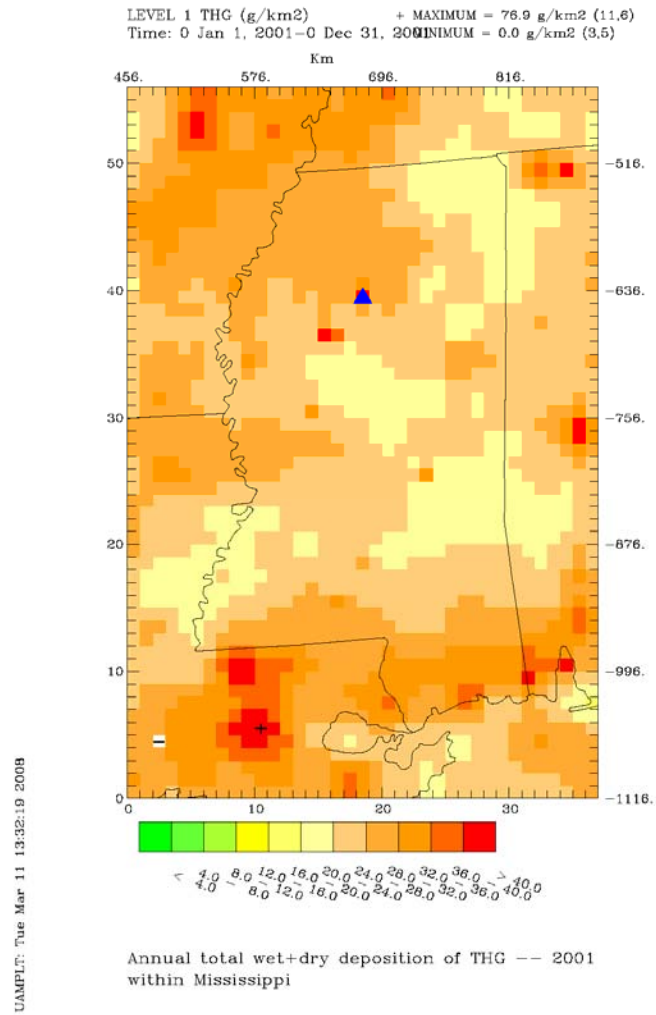 LEVEL 1 THG (g/km2) + MAXIMUM = 76.9 g/km2 (11,6)
Time: 0 Jan 1, 2001-0 Dec 31, 2001 MINIMUM = 0.0 g/km2 (3,5)
Km
456. 576. 696. 816.
50 -516.
40 -636.
30 -756.
20 -876.
10 -996.
0 -1116.
0 10 20 30
< 4.0
4.0 - 8.0
8.0 - 12.0
12.0 - 16.0
16.0 - 20.0
20.0 - 24.0
24.0 - 28.0
28.0 - 32.0
32.0 - 36.0
36.0 - 40.0
> 40.0
Annual total wet+dry deposition of THG -- 2001
within Mississippi
UAMPLT: Tue Mar 11 13:32:19 2008